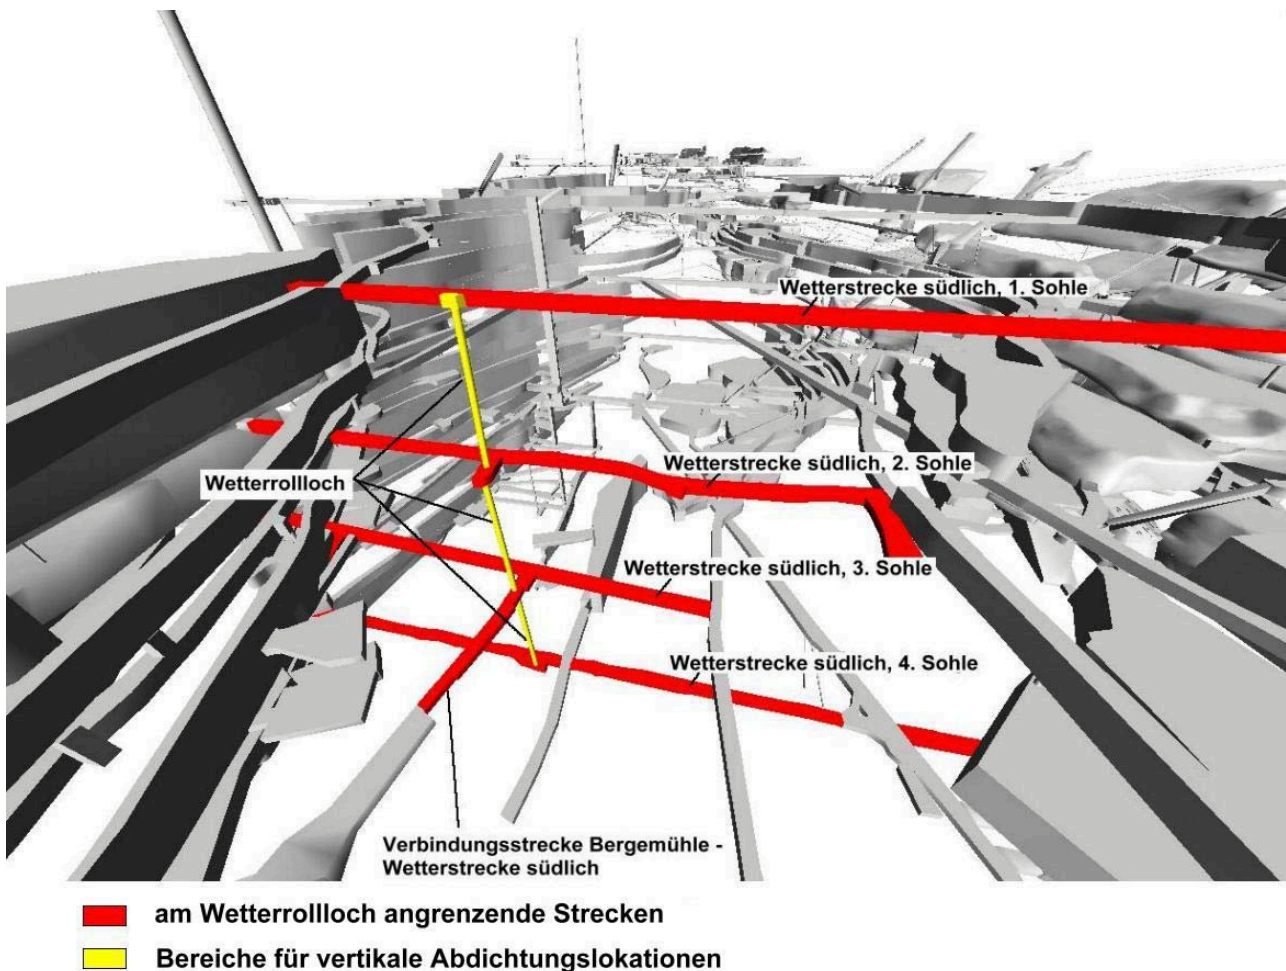 Wetterstrecke südlich, 1. Sohle
Wetterstrecke südlich, 2. Sohle
Wetterrollloch
Wetterstrecke südlich, 3. Sohle
Wetterstrecke südlich, 4. Sohle
Verbindungsstrecke Bergemühle -
Wetterstrecke südlich
am Wetterrollloch angrenzende Strecken
Bereiche für vertikale Abdichtungslokationen